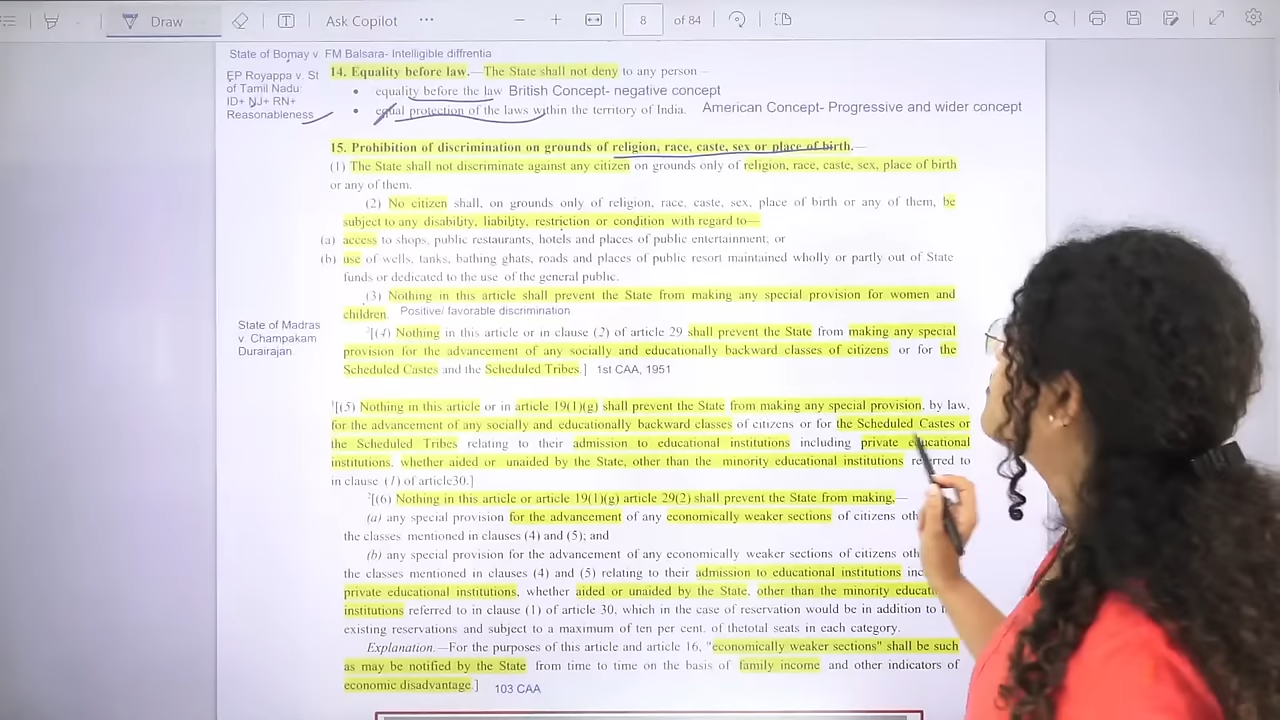 Draw
Ask Copilot
8 of 84
State of Bomay v. FM Balsara- Intelligible diffrentia
EP Royappa v. St
of Tamil Nadu:
ID+ NJ+ RN+
Reasonableness
14. Equality before law.—The State shall not deny to any person –
• equality before the law British Concept- negative concept
• equal protection of the laws within the territory of India. American Concept- Progressive and wider concept
15. Prohibition of discrimination on grounds of religion, race, caste, sex or place of birth.—
(1) The State shall not discriminate against any citizen on grounds only of religion, race, caste, sex, place of birth
or any of them.
(2) No citizen shall, on grounds only of religion, race, caste, sex, place of birth or any of them, be
subject to any disability, liability, restriction or condition with regard to—
(a) access to shops, public restaurants, hotels and places of public entertainment; or
(b) use of wells, tanks, bathing ghats, roads and places of public resort maintained wholly or partly out of State
funds or dedicated to the use of the general public.
(3) Nothing in this article shall prevent the State from making any special provision for women and
children. Positive/ favorable discrimination
State of Madras
v. Champakam
Durairajan
2[(4) Nothing in this article or in clause (2) of article 29 shall prevent the State from making any special
provision for the advancement of any socially and educationally backward classes of citizens or for the
Scheduled Castes and the Scheduled Tribes.] 1st CAA, 1951
1[(5) Nothing in this article or in article 19(1)(g) shall prevent the State from making any special provision, by law,
for the advancement of any socially and educationally backward classes of citizens or for the Scheduled Castes or
the Scheduled Tribes relating to their admission to educational institutions including private educational
institutions, whether aided or unaided by the State, other than the minority educational institutions referred to
in clause (1) of article30.]
2[(6) Nothing in this article or article 19(1)(g) article 29(2) shall prevent the State from making,—
(a) any special provision for the advancement of any economically weaker sections of citizens oth
the classes mentioned in clauses (4) and (5); and
(b) any special provision for the advancement of any economically weaker sections of citizens oth
the classes mentioned in clauses (4) and (5) relating to their admission to educational institutions inc
private educational institutions, whether aided or unaided by the State, other than the minority educat
institutions referred to in clause (1) of article 30, which in the case of reservation would be in addition to
existing reservations and subject to a maximum of ten per cent. of thetotal seats in each category.
Explanation.—For the purposes of this article and article 16, "economically weaker sections" shall be such
as may be notified by the State from time to time on the basis of family income and other indicators of
economic disadvantage.] 103 CAA